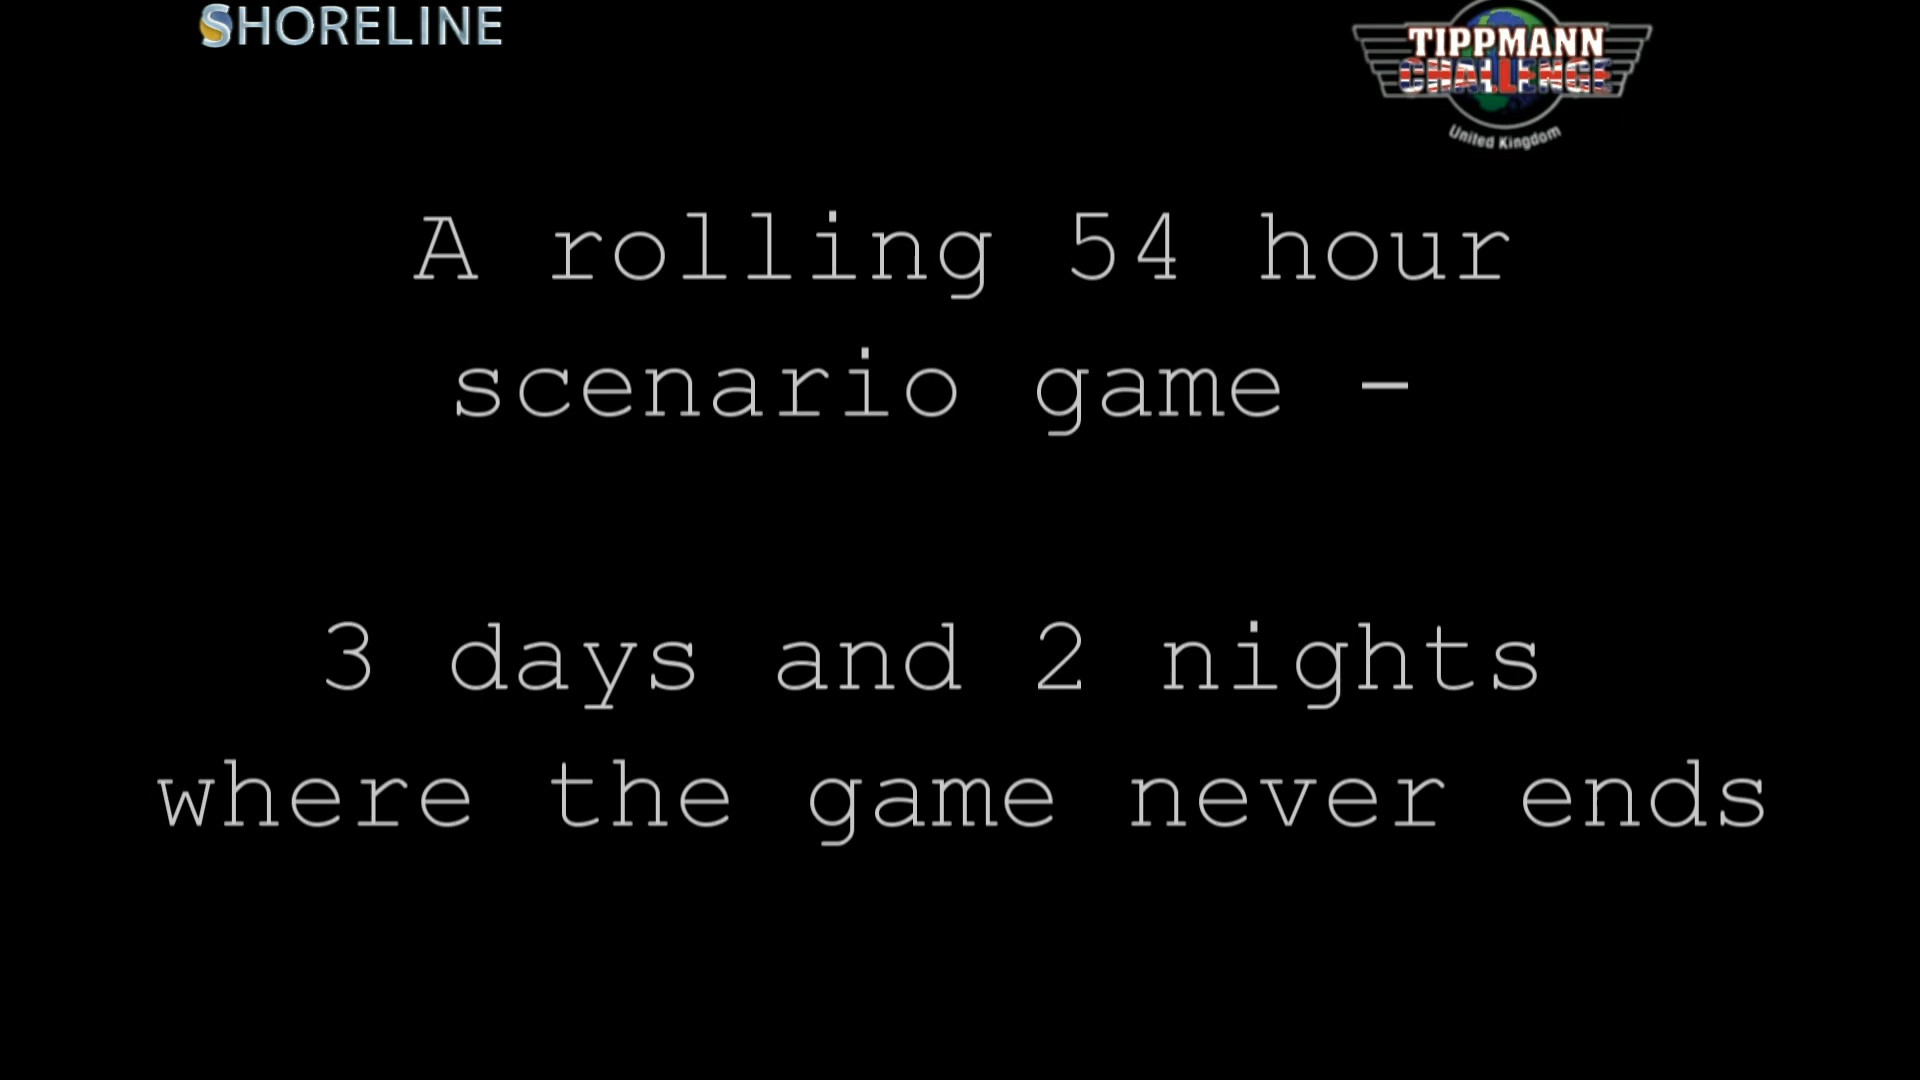 SHORELINE
TIPPMANN
CHALLENGE
United Kingdom
A rolling 54 hour
scenario game -
3 days and 2 nights
where the game never ends